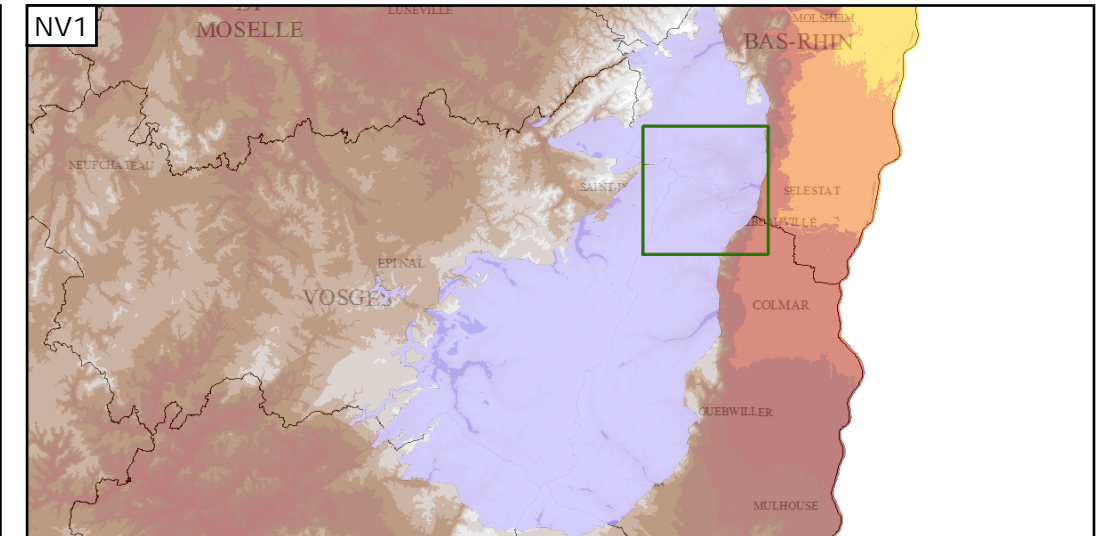 NV1
LUNEVILLE
MOSELLE
MOLSHEIM
BAS-RHIN
NEUFCHATEAU
SELESTAT
EPINAL
VOSGES
COLMAR
GUEBWILLER
MULHOUSE